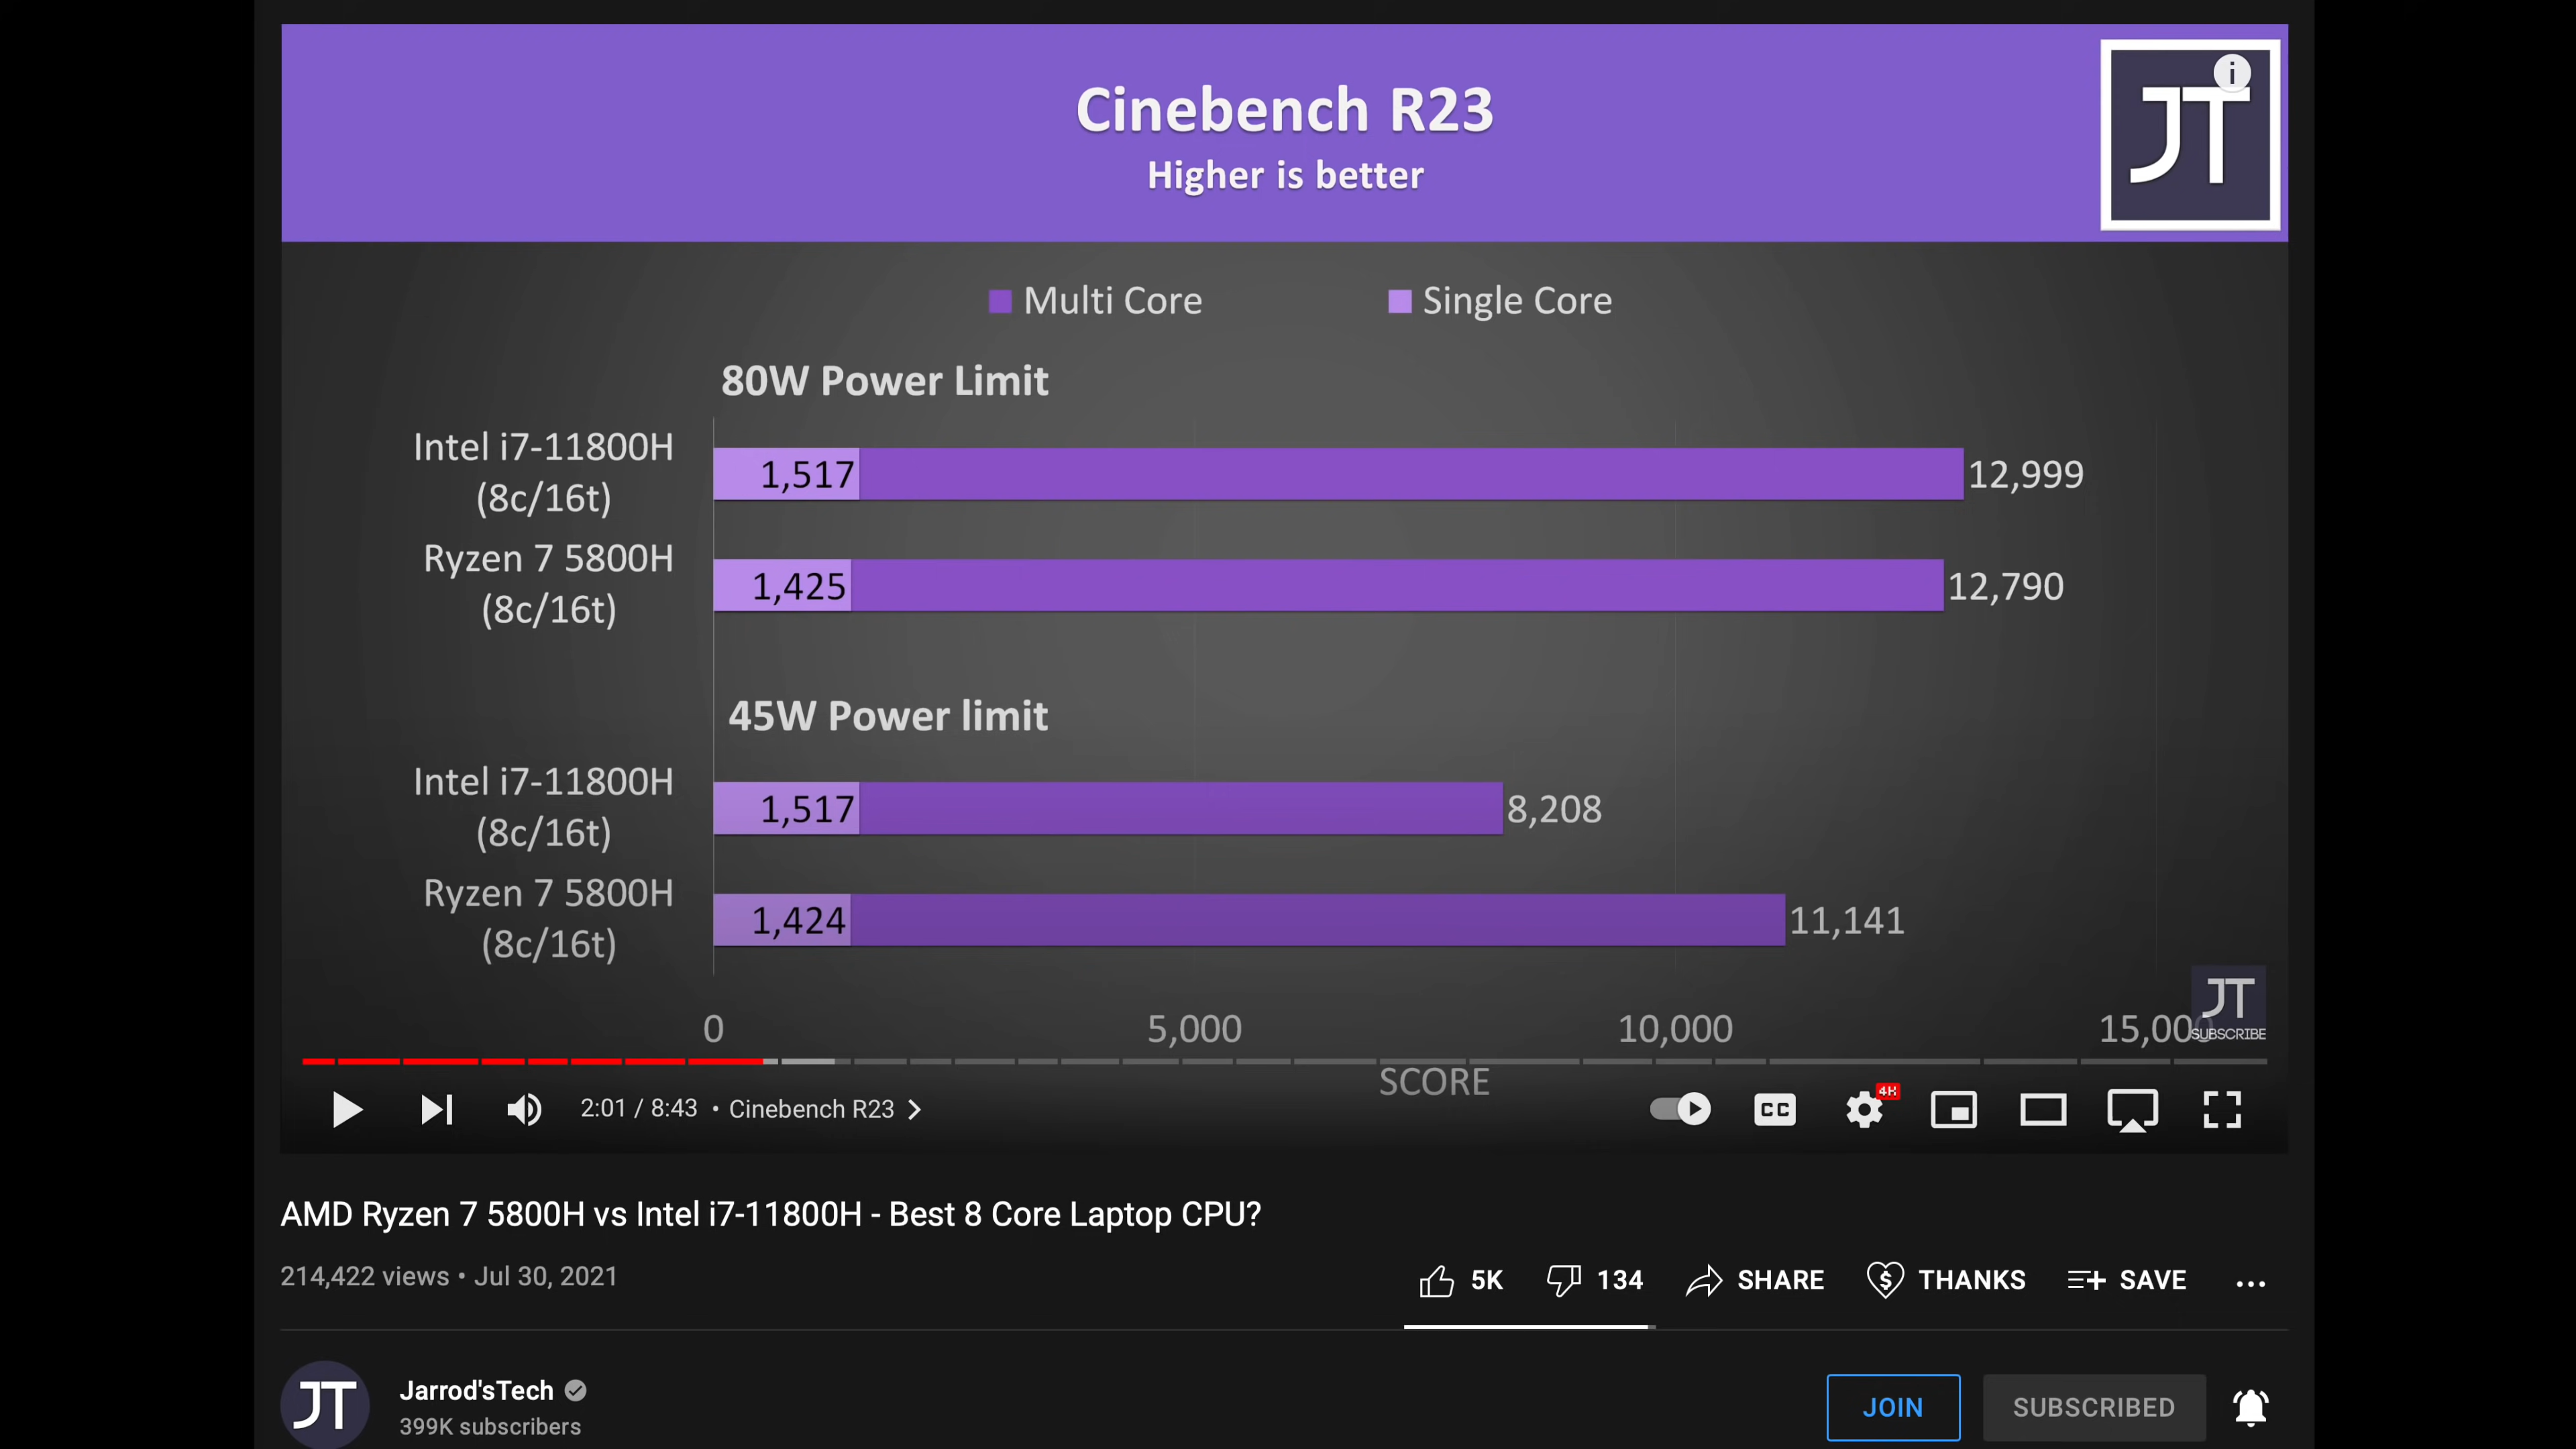 Cinebench R23
Higher is better
JT
i
Multi Core
Single Core
80W Power Limit
Intel i7-11800H
(8c/16t)
1,517
12,999
Ryzen 7 5800H
(8c/16t)
1,425
12,790
45W Power limit
Intel i7-11800H
(8c/16t)
1,517
8,208
Ryzen 7 5800H
(8c/16t)
1,424
11,141
JT
SUBSCRIBE
0
5,000
10,000
15,000
SCORE
2:01 / 8:43 • Cinebench R23
CC
4K
AMD Ryzen 7 5800H vs Intel i7-11800H - Best 8 Core Laptop CPU?
214,422 views • Jul 30, 2021
5K
134
SHARE
THANKS
SAVE
JT
Jarrod'sTech
399K subscribers
JOIN
SUBSCRIBED